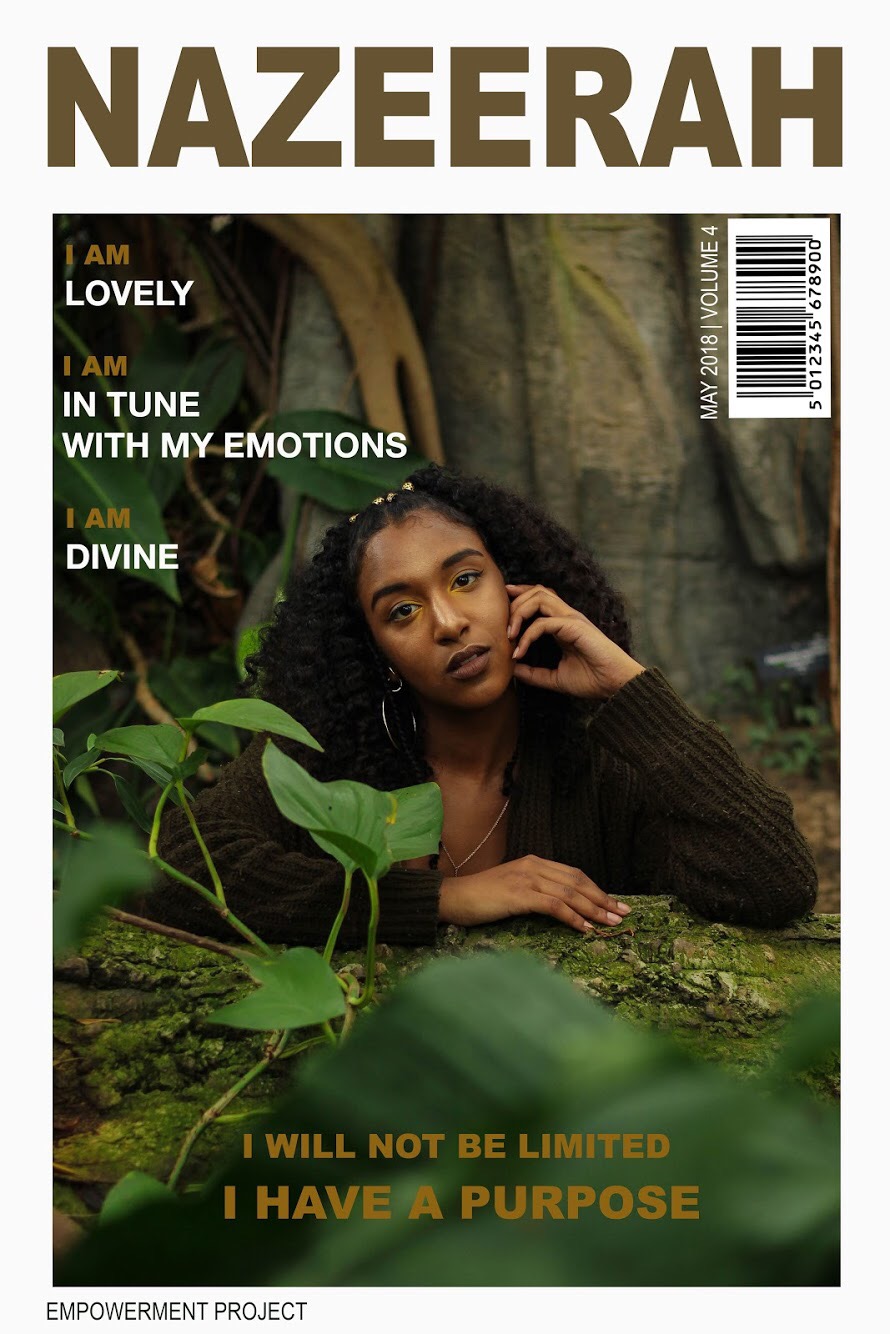 NAZEERAH
I AM
LOVELY
I AM
IN TUNE
WITH MY EMOTIONS
I AM
DIVINE
MAY 2018 | VOLUME 4
5 012345 678900
I WILL NOT BE LIMITED
I HAVE A PURPOSE
EMPOWERMENT PROJECT